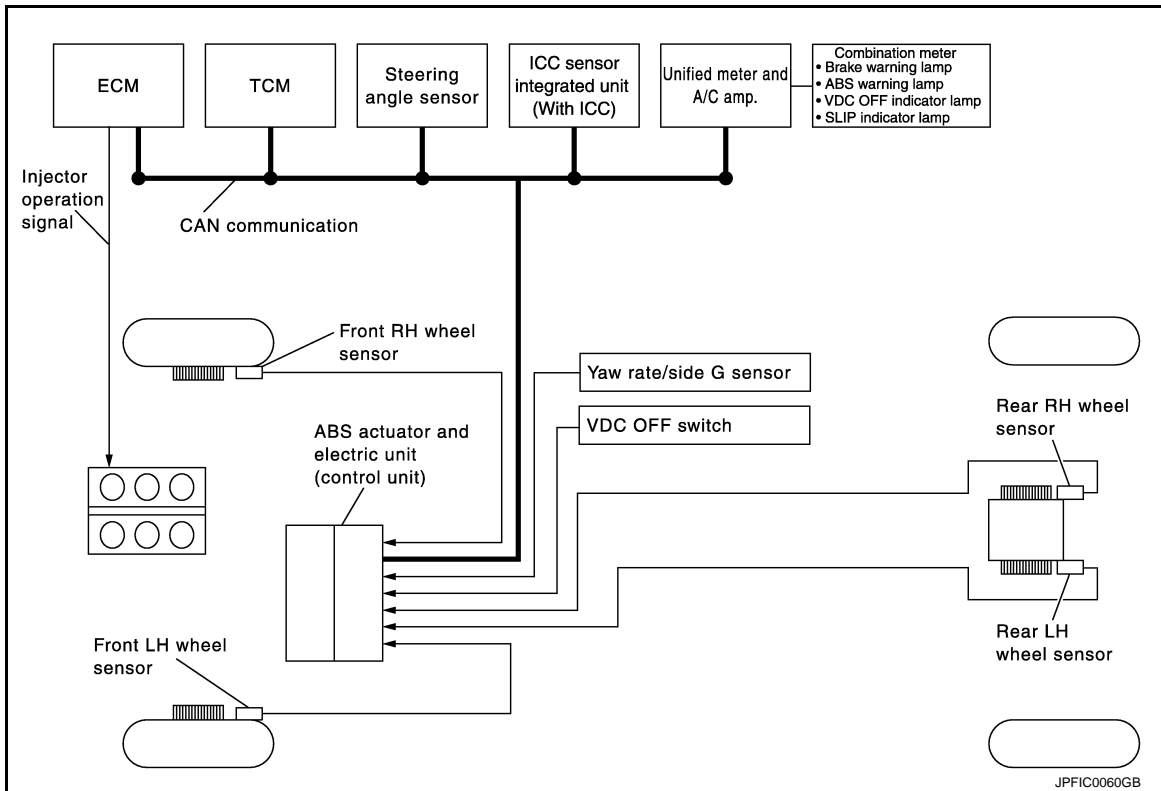 ECM
TCM
Steering
angle sensor
ICC sensor
integrated unit
(With ICC)
Unified meter and
A/C amp.
Combination meter
• Brake warning lamp
• ABS warning lamp
• VDC OFF indicator lamp
• SLIP indicator lamp
Injector
operation
signal
CAN communication
Front RH wheel
sensor
Yaw rate/side G sensor
VDC OFF switch
Rear RH wheel
sensor
ABS actuator and
electric unit
(control unit)
Front LH wheel
sensor
Rear LH
wheel sensor
JPFIC0060GB